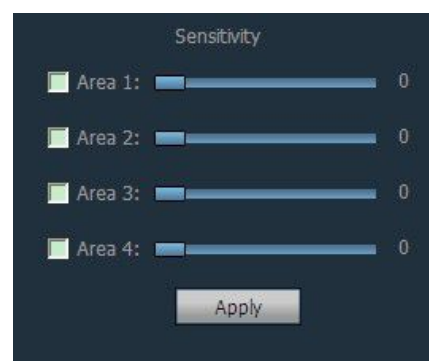 Sensitivity
Area 1: 0
Area 2: 0
Area 3: 0
Area 4: 0
Apply